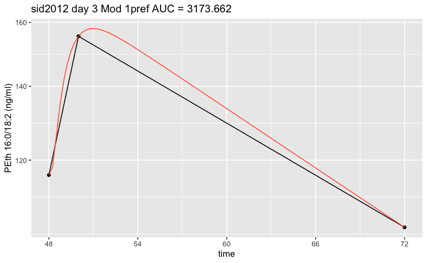 sid2012 day 3 Mod 1pref AUC = 3173.662
160
140
120
PEth 16:0/18:2 (ng/ml)
48
54
60
66
72
time